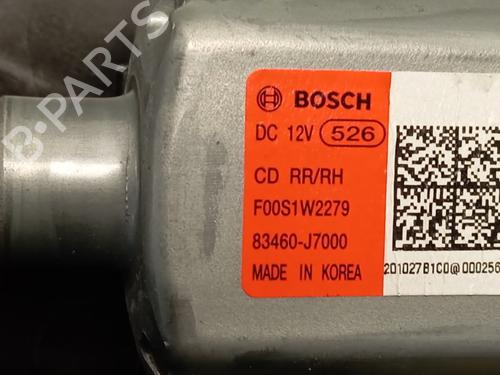 BOSCH
DC 12V 526
CD RR/RH
F00S1W2279
83460-J7000
MADE IN KOREA
201027B1C0@000256
B-PARTS